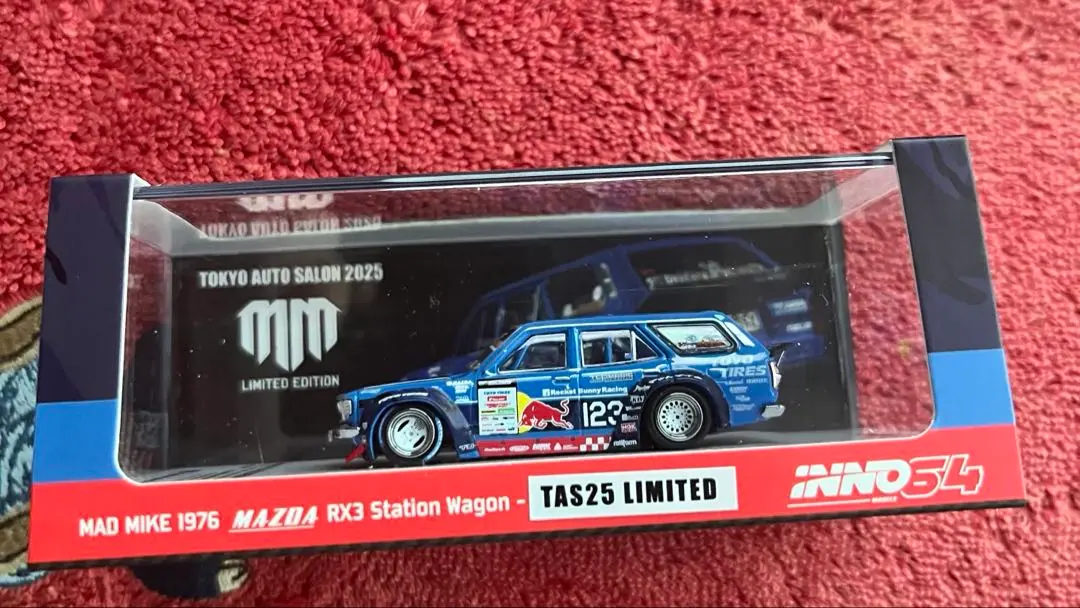 TOKYO AUTO SALON 2025
MM
LIMITED EDITION
TOYO
TIRES
Rocket Bunny Racing
123
MAD MIKE 1976 MAZDA RX3 Station Wagon - TAS25 LIMITED
INNO64